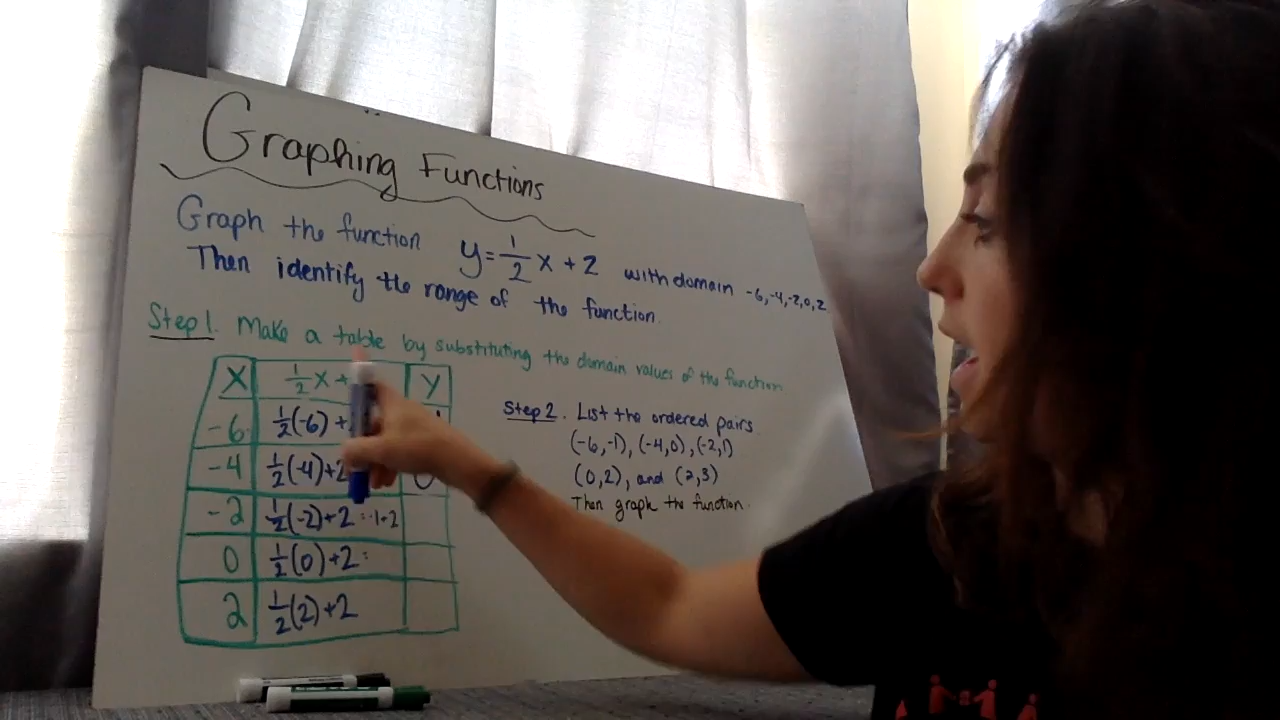 Graphing Functions
Graph the function y=1/2x+2 with domain -6,-4,-2,0,2
Then identify the range of the function.
Step 1. Make a table by substituting the domain values of the function
X 1/2x+ y
-6 1/2(-6)+
-4 1/2(-4)+2 0
-2 1/2(-2)+2 =-1+2
0 1/2(0)+2 =
2 1/2(2)+2
Step 2. List the ordered pairs
(-6,-1), (-4,0), (-2,1)
(0,2), and (2,3)
Then graph the function.